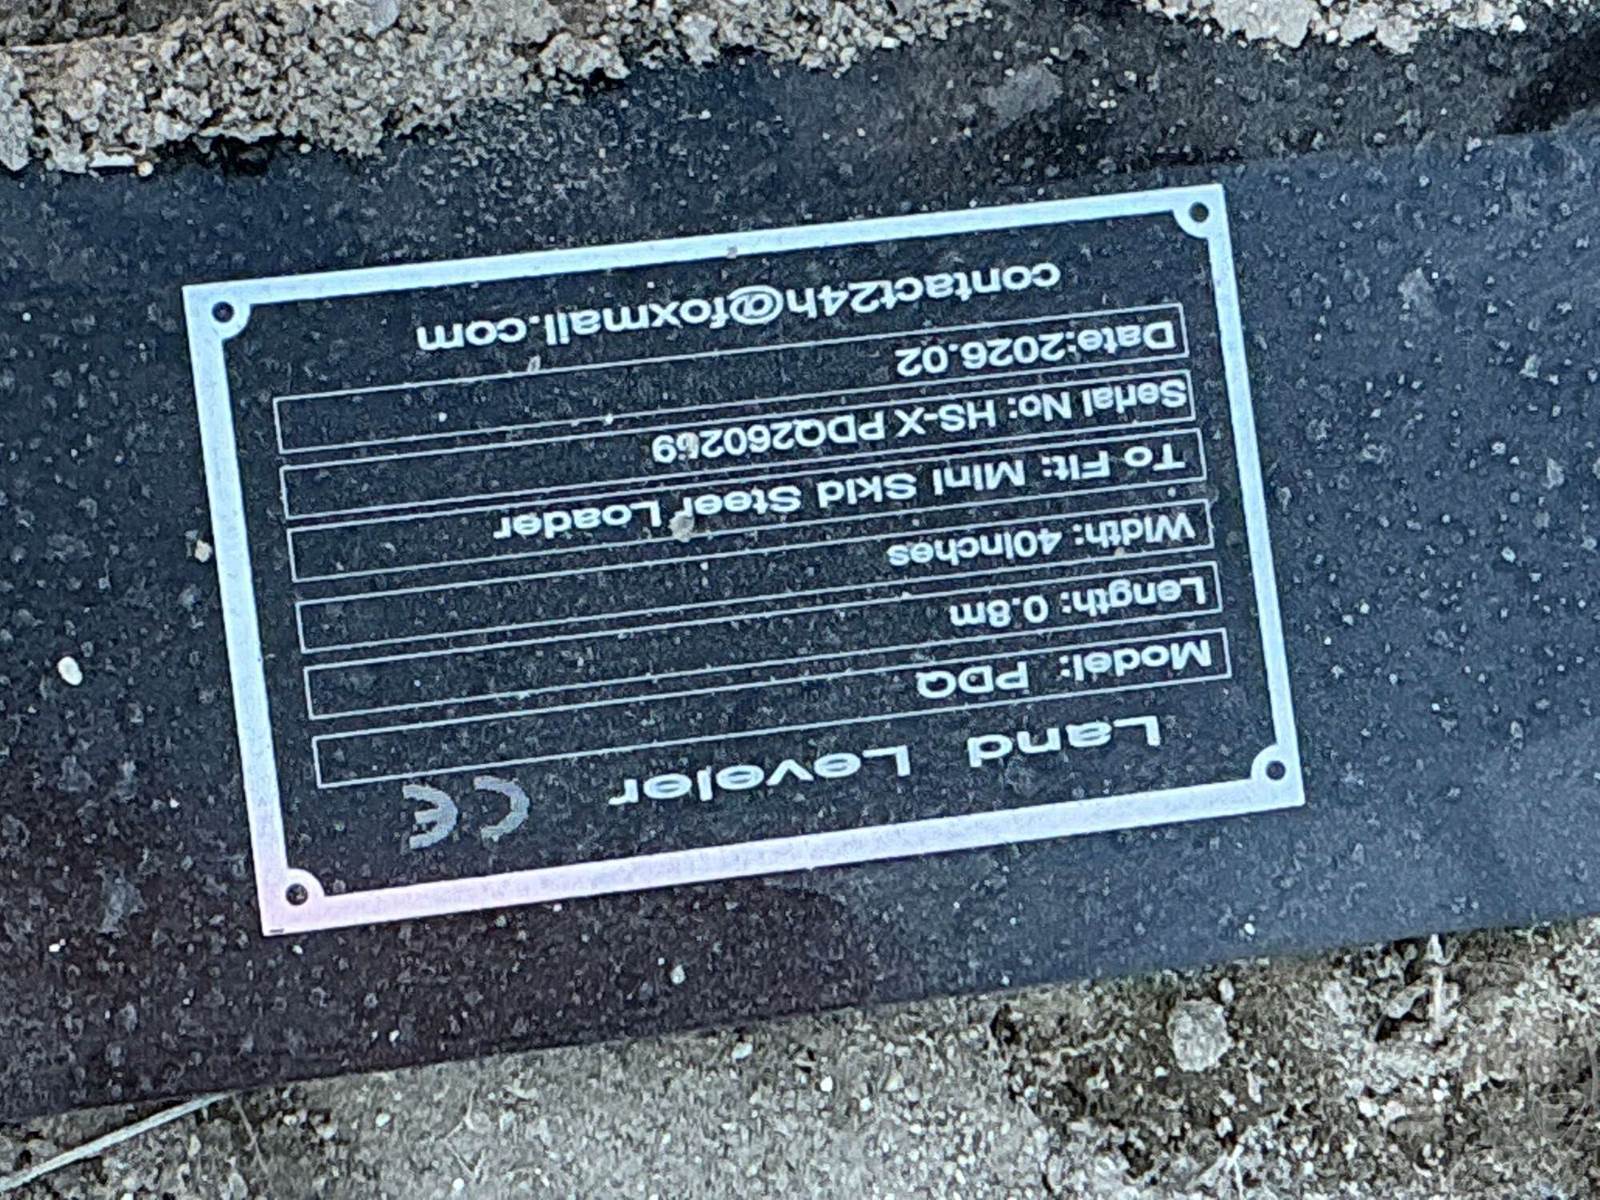 Land Leveler CE
Model: PDQ
Length: 0.8m
Width: 40Inches
To Fit: Mini Skid Steer Loader
Serial No: HS-X
Date:2026.02
contact24h@foxmail.com